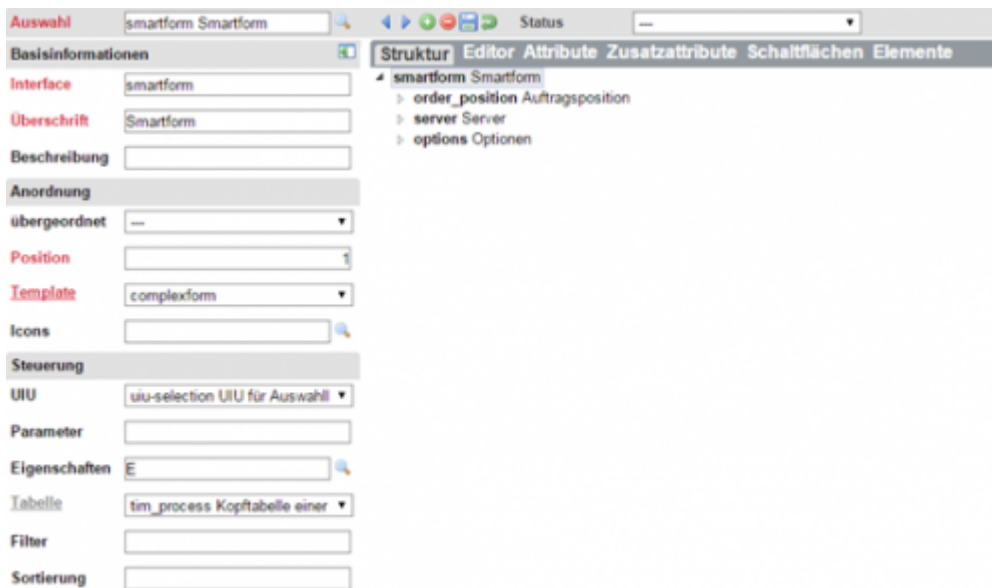 Auswahl smartform Smartform Status ---
Basisinformationen
Struktur Editor Attribute Zusatzattribute Schaltflächen Elemente
smartform Smartform
order_position Auftragsposition
server Server
options Optionen
Interface smartform
Überschrift Smartform
Beschreibung
Anordnung
übergeordnet ---
Position 1
Template complexform
Icons
Steuerung
UIU uiu-selection UIU für Auswahll
Parameter
Eigenschaften E
Tabelle tim_process Kopftabelle einer
Filter
Sortierung